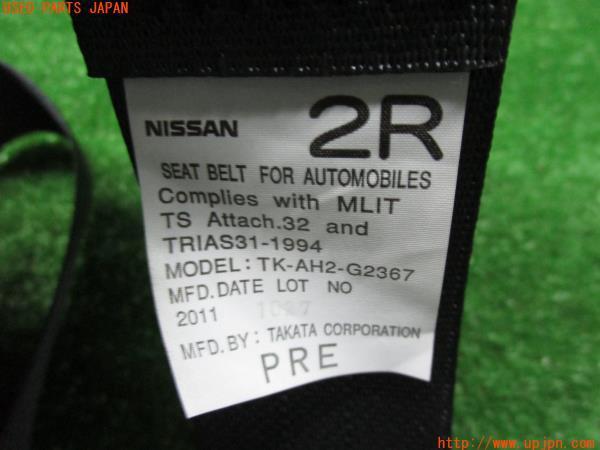 USED PARTS JAPAN
NISSAN 2R
SEAT BELT FOR AUTOMOBILES
Complies with MLIT
TS Attach.32 and
TRIAS31-1994
MODEL: TK-AH2-G2367
MFD.DATE LOT NO
2011
MFD.BY: TAKATA CORPORATION
PRE
http://www.upjpn.com